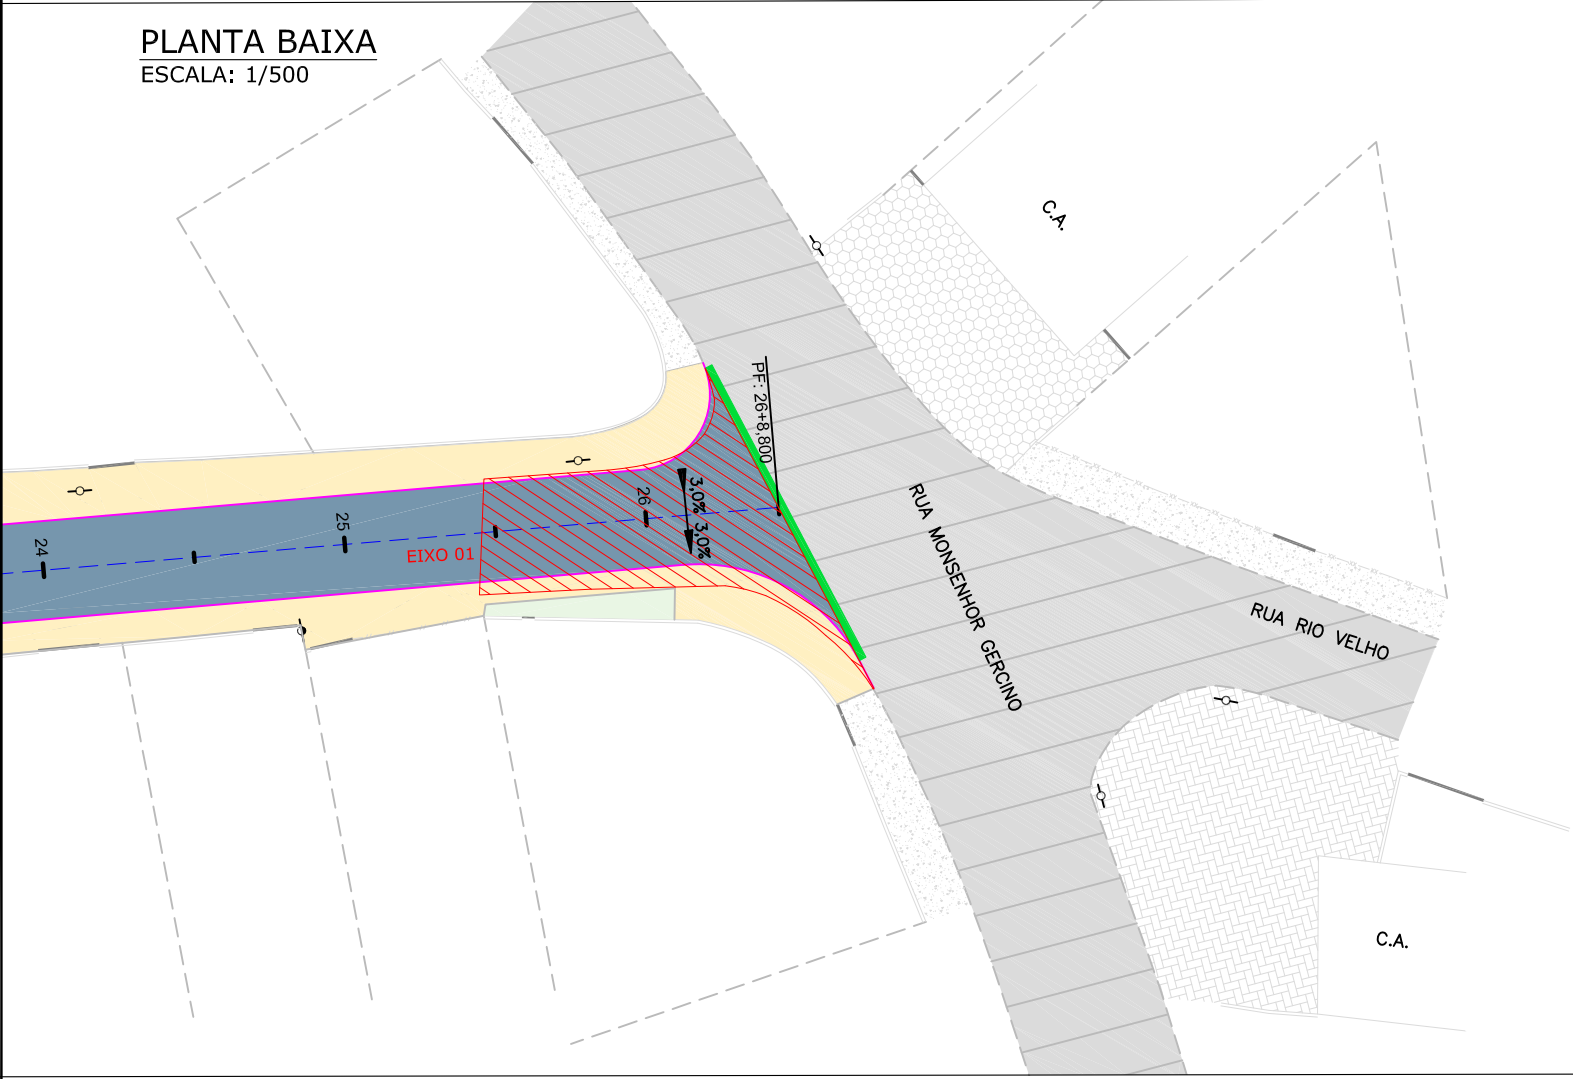 PLANTA BAIXA
ESCALA: 1/500
C.A.
PF: 26+8,800
RUA MONSENHOR GERCINO
RUA RIO VELHO
26
3,0%
3,0%
25
24
EIXO 01
C.A.